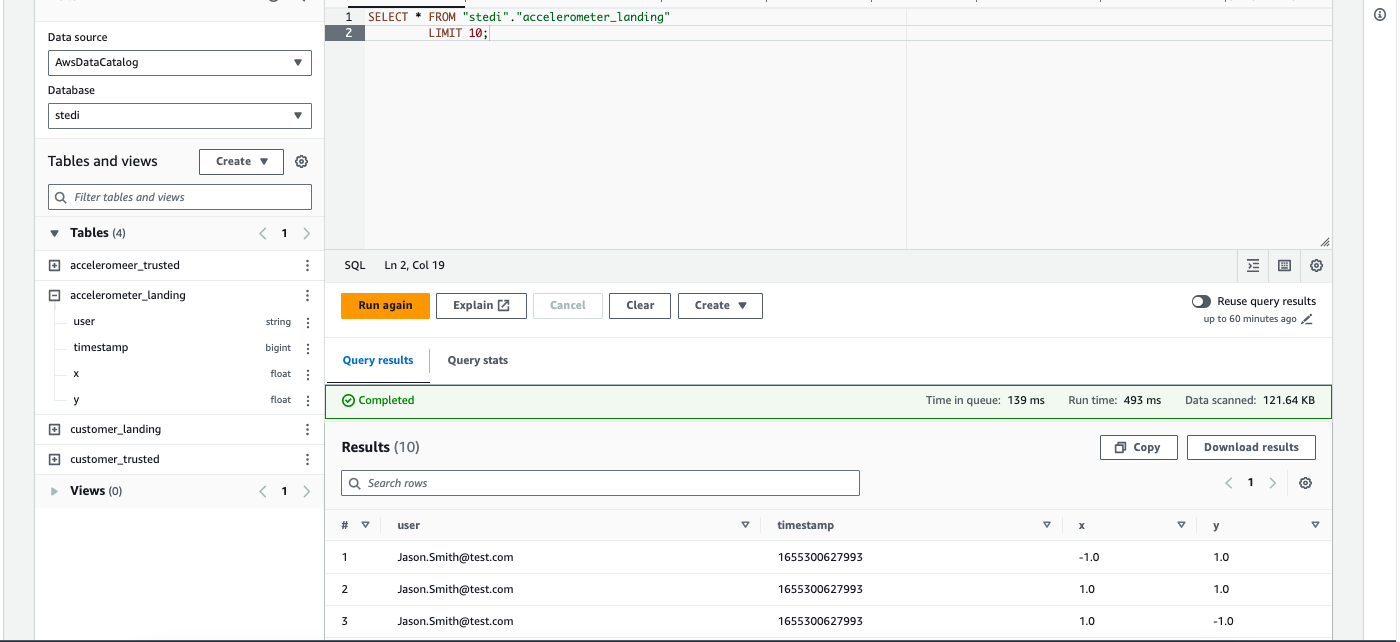 Data source
AwsDataCatalog
Database
stedi
Tables and views
Create
Filter tables and views
Tables (4)
1
acceleromeer_trusted
accelerometer_landing
user string
timestamp bigint
x float
y float
customer_landing
customer_trusted
Views (0)
1
1 SELECT * FROM "stedi"."accelerometer_landing"
2 LIMIT 10;
SQL Ln 2, Col 19
Run again Explain Cancel Clear Create
Reuse query results
up to 60 minutes ago
Query results Query stats
Completed Time in queue: 139 ms Run time: 493 ms Data scanned: 121.64 KB
Results (10)
Copy Download results
Search rows
1
# user timestamp x y
1 Jason.Smith@test.com 1655300627993 -1.0 1.0
2 Jason.Smith@test.com 1655300627993 1.0 1.0
3 Jason.Smith@test.com 1655300627993 1.0 -1.0